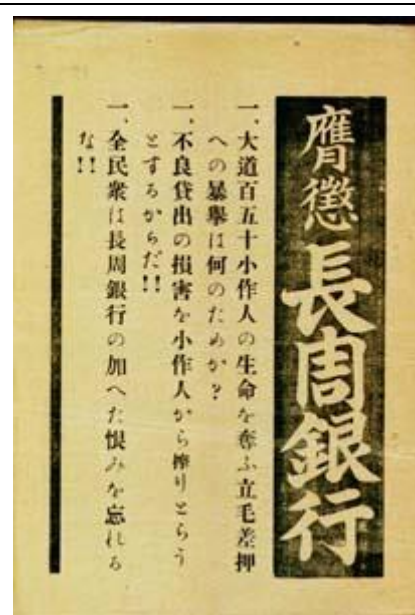 膺懲長周銀行
一、大道百五十小作人の生命を奪ふ立毛差押
への暴擧は何のためか？
一、不良貸出の損害を小作人から搾りとらう
とするからだ!!
一、全民衆は長周銀行の加へた恨みを忘れる
な!!